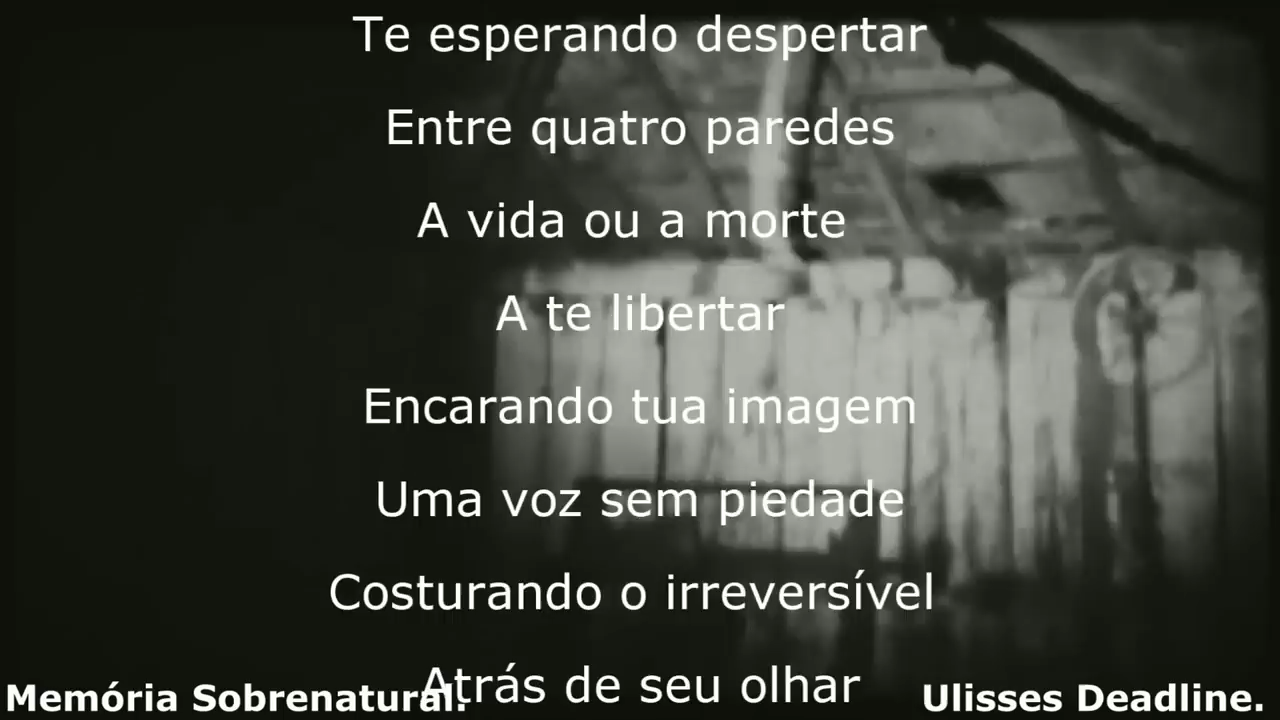 Te esperando despertar
Entre quatro paredes
A vida ou a morte
A te libertar
Encarando tua imagem
Uma voz sem piedade
Costurando o irreversível
Atrás de seu olhar
Memória Sobrenatural.
Ulisses Deadline.